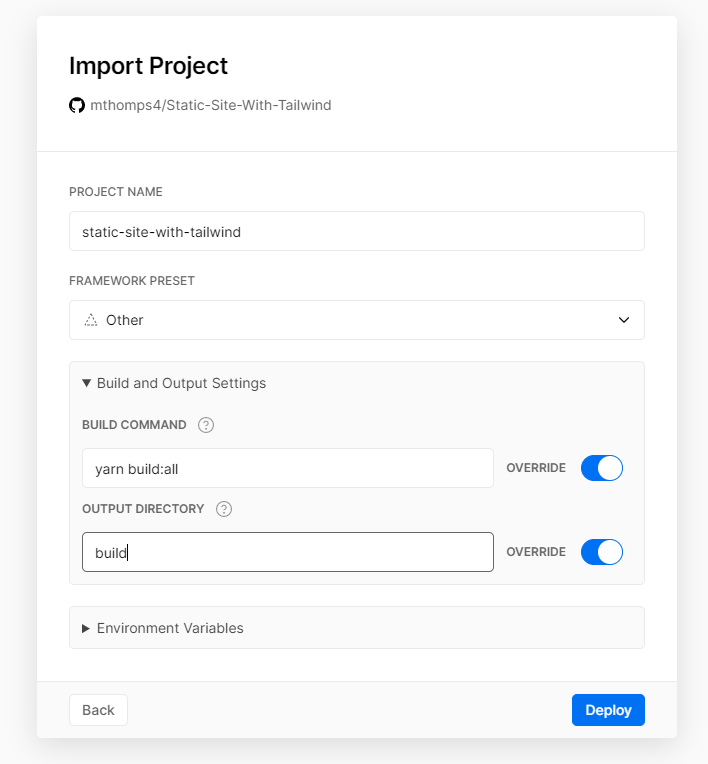 Import Project
mthomps4/Static-Site-With-Tailwind
PROJECT NAME
static-site-with-tailwind
FRAMEWORK PRESET
Other
Build and Output Settings
BUILD COMMAND ?
yarn build:all OVERRIDE
OUTPUT DIRECTORY ?
build OVERRIDE
Environment Variables
Back Deploy